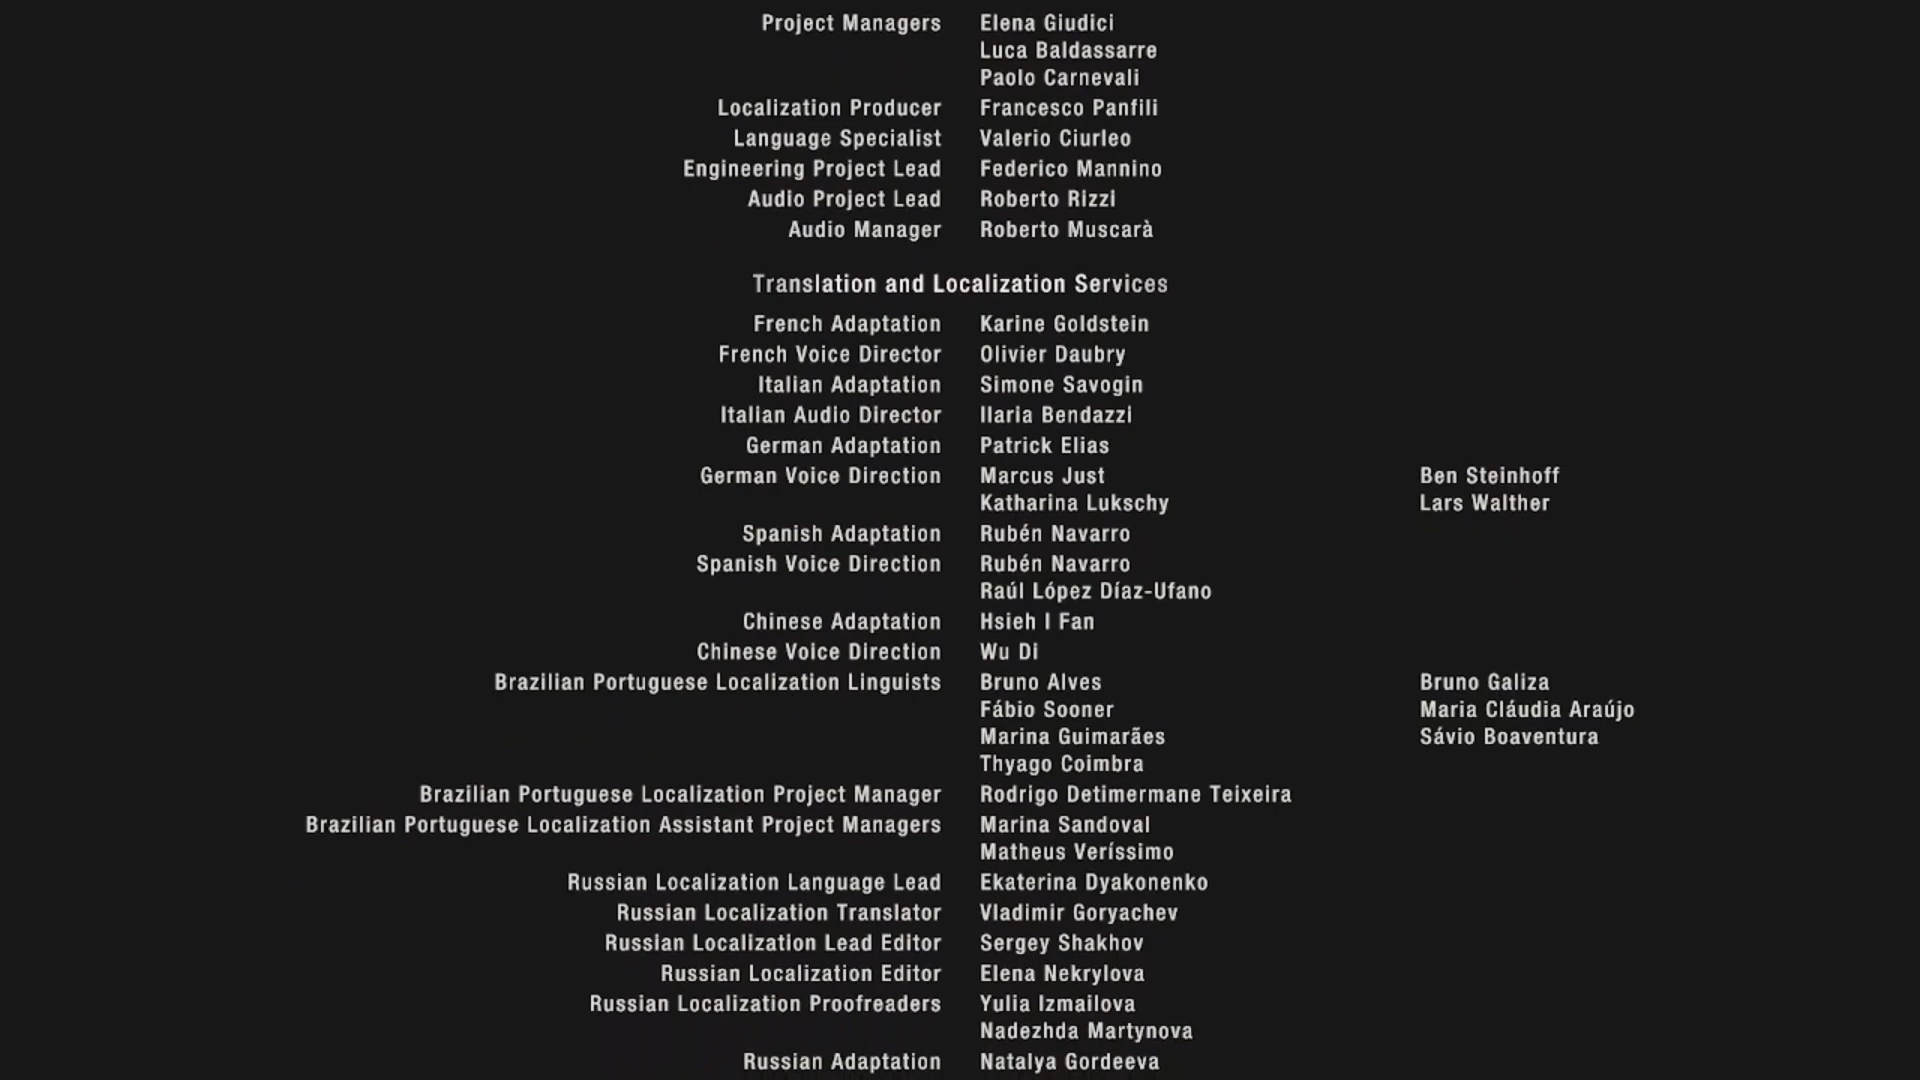 Project Managers Elena Giudici
Luca Baldassarre
Paolo Carnevali
Localization Producer Francesco Panfili
Language Specialist Valerio Ciurleo
Engineering Project Lead Federico Mannino
Audio Project Lead Roberto Rizzi
Audio Manager Roberto Muscarà
Translation and Localization Services
French Adaptation Karine Goldstein
French Voice Director Olivier Daubry
Italian Adaptation Simone Savogin
Italian Audio Director Ilaria Bendazzi
German Adaptation Patrick Elias
German Voice Direction Marcus Just Ben Steinhoff
Katharina Lukschy Lars Walther
Spanish Adaptation Rubén Navarro
Spanish Voice Direction Rubén Navarro
Raúl López Díaz-Ufano
Chinese Adaptation Hsieh I Fan
Chinese Voice Direction Wu Di
Brazilian Portuguese Localization Linguists Bruno Alves Bruno Galiza
Fábio Sooner Maria Cláudia Araújo
Marina Guimarães Sávio Boaventura
Thyago Coimbra
Brazilian Portuguese Localization Project Manager Rodrigo Detimermane Teixeira
Brazilian Portuguese Localization Assistant Project Managers Marina Sandoval
Matheus Veríssimo
Russian Localization Language Lead Ekaterina Dyakonenko
Russian Localization Translator Vladimir Goryachev
Russian Localization Lead Editor Sergey Shakhov
Russian Localization Editor Elena Nekrylova
Russian Localization Proofreaders Yulia Izmailova
Nadezhda Martynova
Russian Adaptation Natalya Gordeeva